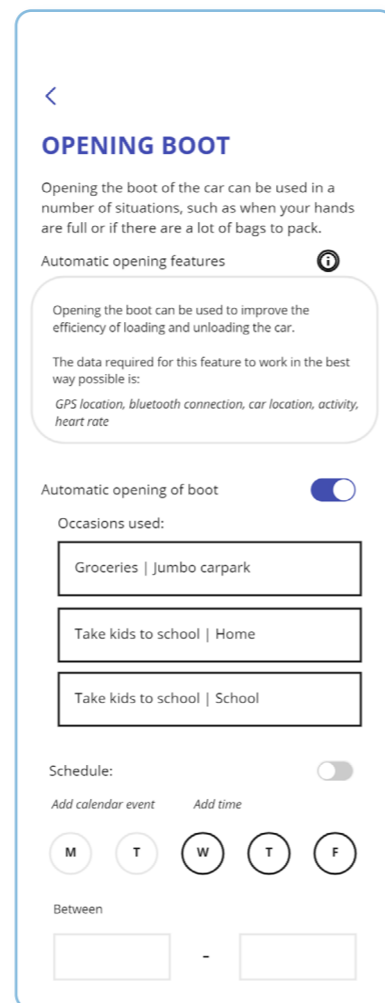 OPENING BOOT
Opening the boot of the car can be used in a
number of situations, such as when your hands
are full or if there are a lot of bags to pack.
Automatic opening features
Opening the boot can be used to improve the
efficiency of loading and unloading the car.
The data required for this feature to work in the best
way possible is:
GPS location, bluetooth connection, car location, activity,
heart rate
Automatic opening of boot
Occasions used:
Groceries | Jumbo carpark
Take kids to school | Home
Take kids to school | School
Schedule:
Add calendar event Add time
M T W T F
Between
-